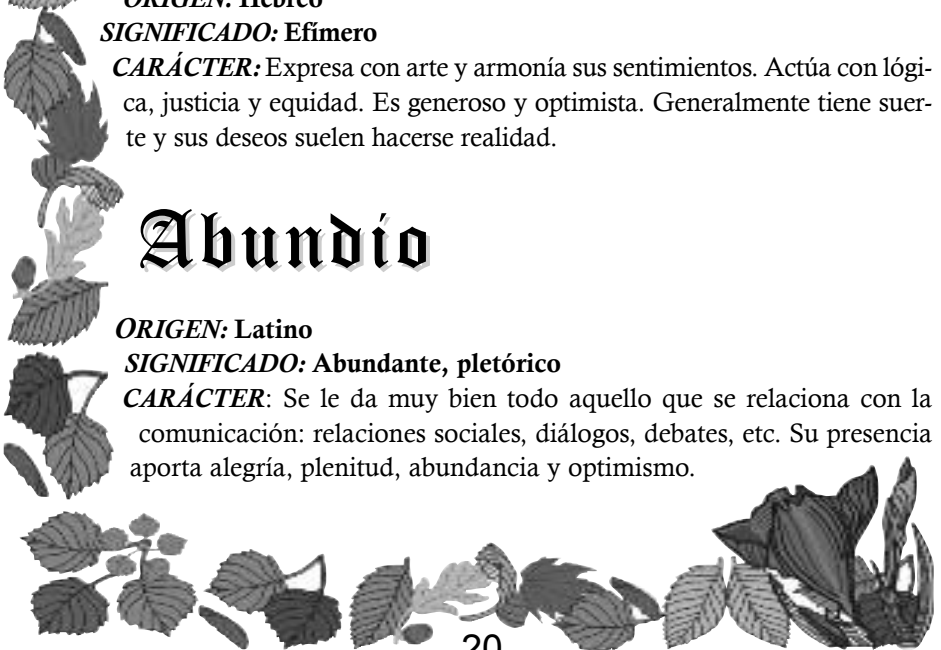 ORIGEN: Hebreo
SIGNIFICADO: Efímero
CARÁCTER: Expresa con arte y armonía sus sentimientos. Actúa con lógi-
ca, justicia y equidad. Es generoso y optimista. Generalmente tiene suer-
te y sus deseos suelen hacerse realidad.
Abundio
ORIGEN: Latino
SIGNIFICADO: Abundante, pletórico
CARÁCTER: Se le da muy bien todo aquello que se relaciona con la
comunicación: relaciones sociales, diálogos, debates, etc. Su presencia
aporta alegría, plenitud, abundancia y optimismo.
20